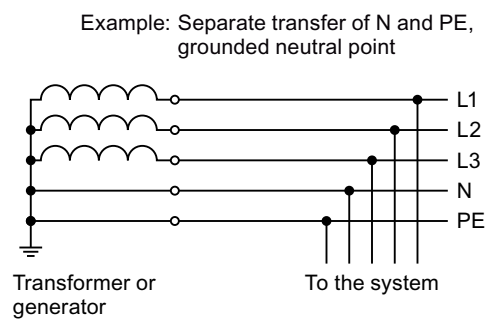 Example: Separate transfer of N and PE,
grounded neutral point
L1
L2
L3
N
PE
Transformer or
generator
To the system